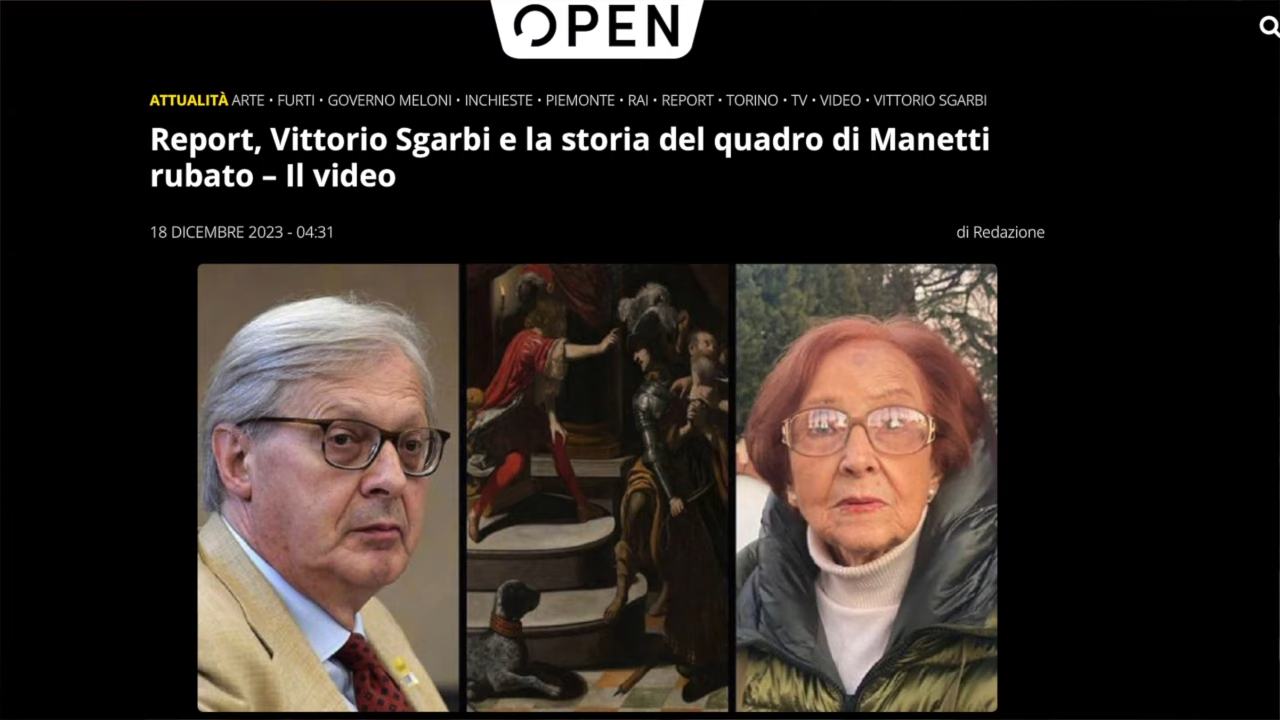 OPEN
ATTUALITÀ ARTE • FURTI • GOVERNO MELONI • INCHIESTE • PIEMONTE • RAI • REPORT • TORINO • TV • VIDEO • VITTORIO SGARBI
Report, Vittorio Sgarbi e la storia del quadro di Manetti
rubato – Il video
18 DICEMBRE 2023 - 04:31
di Redazione